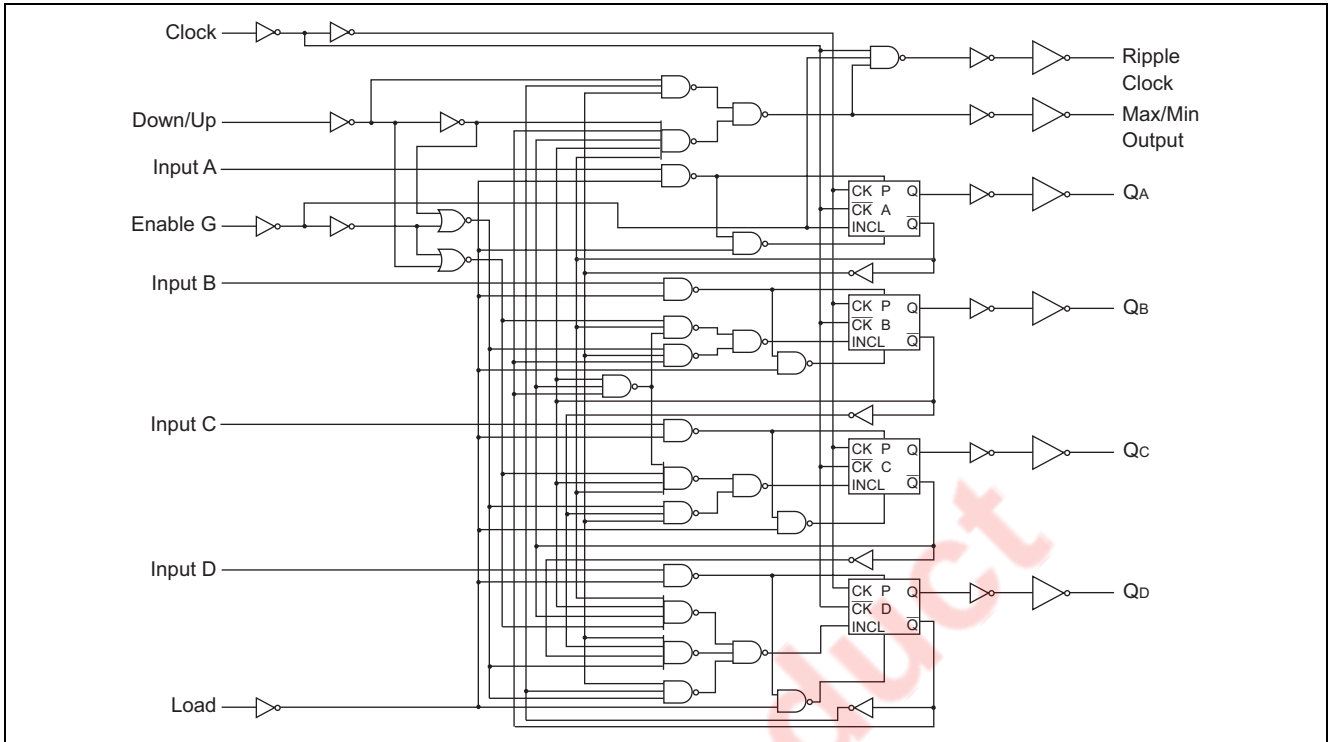 Clock
Ripple
Clock
Down/Up
Max/Min
Output
Input A
CK P Q
CK A
INCL Q
QA
Enable G
Input B
CK P Q
CK B
INCL Q
QB
Input C
CK P Q
CK C
INCL Q
QC
Input D
CK P Q
CK D
INCL Q
QD
Load
duct